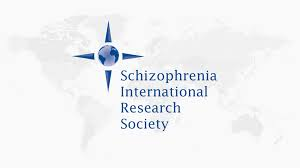 Schizophrenia
International
Research
Society